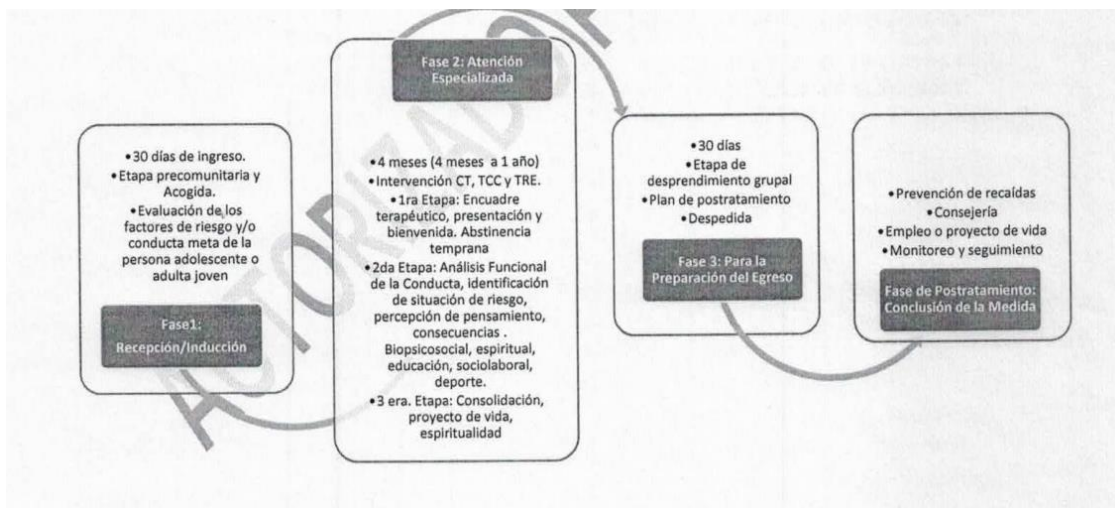 • 30 días de ingreso.
• Etapa precomunitaria y
Acogida.
• Evaluación de los
factores de riesgo y/o
conducta meta de la
persona adolescente o
adulta joven
Fase1:
Recepción/Inducción
Fase 2: Atención
Especializada
• 4 meses (4 meses a 1 año)
• Intervención CT, TCC y TRE.
• 1ra Etapa: Encuadre
terapéutico, presentación y
bienvenida. Abstinencia
temprana
• 2da Etapa: Análisis Funcional
de la Conducta, identificación
de situación de riesgo,
percepción de pensamiento,
consecuencias .
Biopsicosocial, espiritual,
educación, sociolaboral,
deporte.
• 3 era. Etapa: Consolidación,
proyecto de vida,
espiritualidad
• 30 días
• Etapa de
desprendimiento grupal
• Plan de postratamiento
• Despedida
Fase 3: Para la
Preparación del Egreso
• Prevención de recaídas
• Consejería
• Empleo o proyecto de vida
• Monitoreo y seguimiento
Fase de Postratamiento:
Conclusión de la Medida